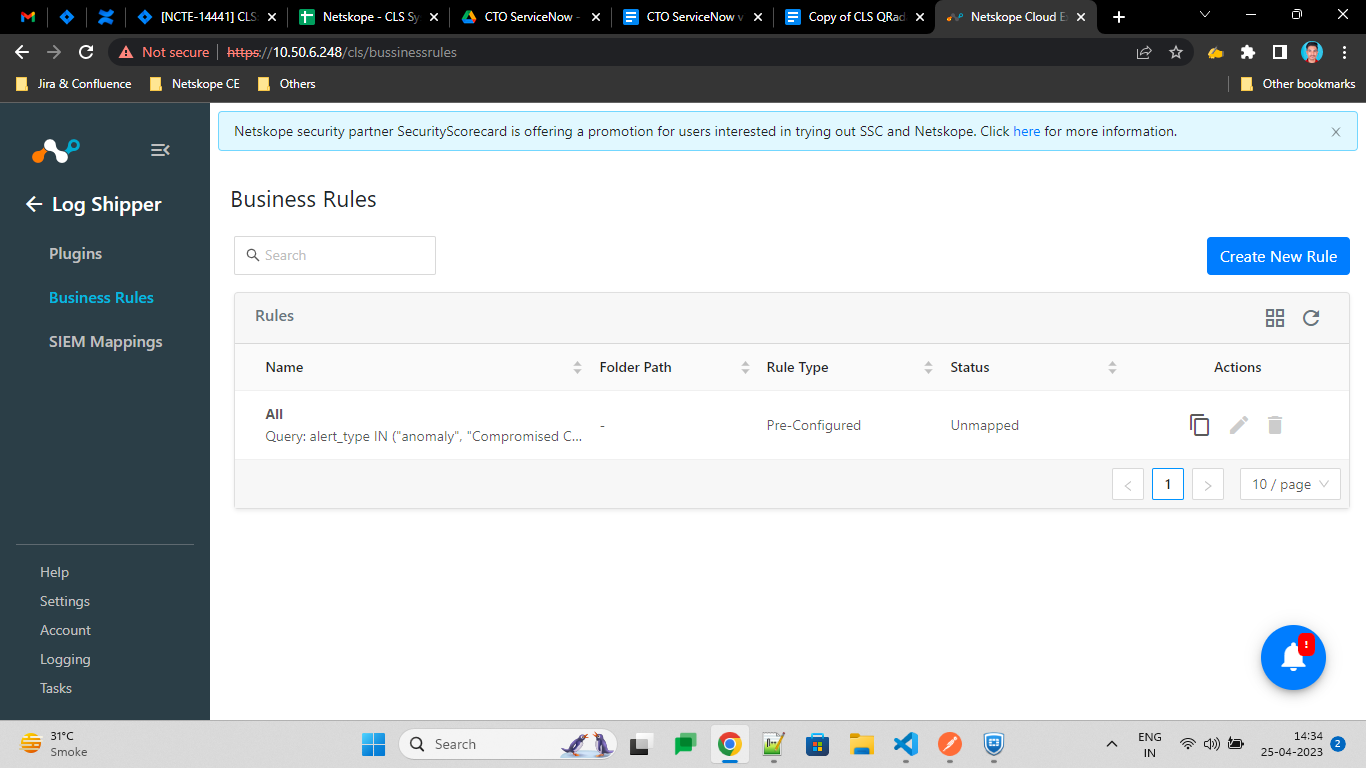 [NCTE-14441] CLS:
Netskope - CLS Sy
CTO ServiceNow -
CTO ServiceNow v
Copy of CLS QRad
Netskope Cloud Ex
Not secure
https://10.50.6.248/cls/bussinessrules
Jira & Confluence
Netskope CE
Others
Other bookmarks
Netskope security partner SecurityScorecard is offering a promotion for users interested in trying out SSC and Netskope. Click here for more information.
Log Shipper
Plugins
Business Rules
SIEM Mappings
Help
Settings
Account
Logging
Tasks
Business Rules
Search
Create New Rule
Rules
Name
Folder Path
Rule Type
Status
Actions
All
Query: alert_type IN ("anomaly", "Compromised C...
-
Pre-Configured
Unmapped
<
1
>
10 / page
!
31°C
Smoke
Search
ENG
IN
14:34
25-04-2023
2